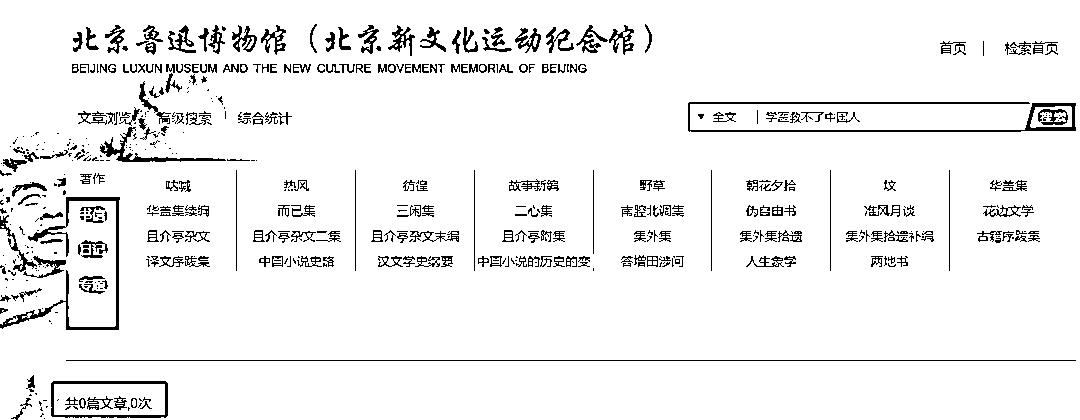 北京鲁迅博物馆（北京新文化运动纪念馆）
BEIJING LUXUN MUSEUM AND THE NEW CULTURE MOVEMENT MEMORIAL OF BEIJING
首页 | 检索首页
文章浏览 高级搜索 综合统计
全文 学医救不了中国人 搜索
著作 书信 日记 专题
呐喊 热风 彷徨 故事新编 野草 朝花夕拾 坟 华盖集
华盖集续编 而已集 三闲集 二心集 南腔北调集 伪自由书 准风月谈 花边文学
且介亭杂文 且介亭杂文二集 且介亭杂文末编 且介亭附集 集外集 集外集拾遗 集外集拾遗补编 古籍序跋集
译文序跋集 中国小说史略 汉文学史纲要 中国小说的历史的变 答增田涉问 人生象学 两地书
共0篇文章,0次